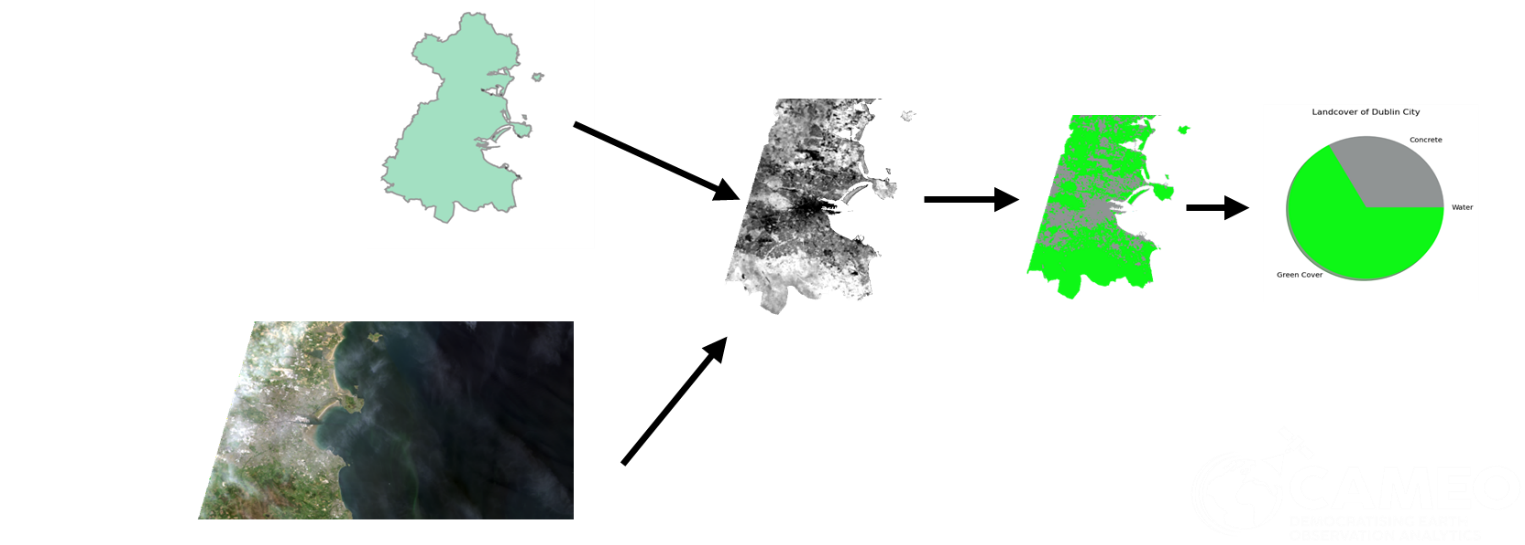 Landcover of Dublin City
Concrete
Water
Green Cover